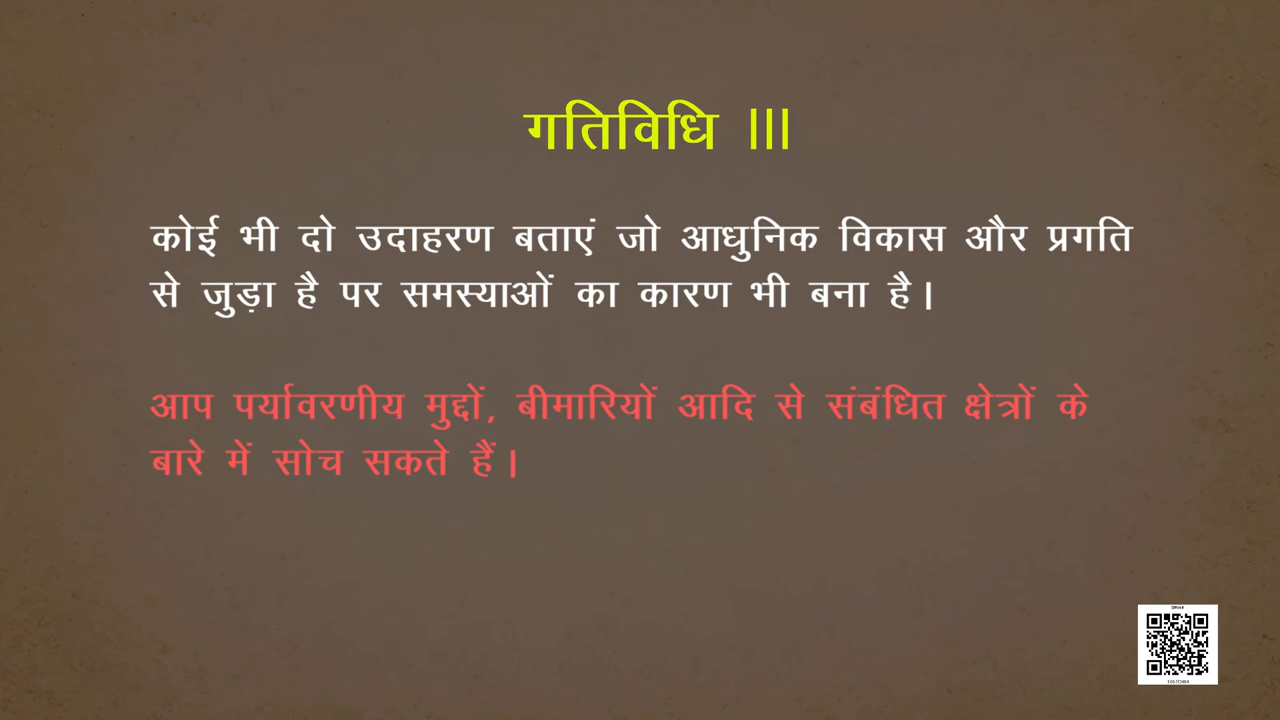 गतिविधि III
कोई भी दो उदाहरण बताएं जो आधुनिक विकास और प्रगति
से जुड़ा है पर समस्याओं का कारण भी बना है।
आप पर्यावरणीय मुद्दों, बीमारियों आदि से संबंधित क्षेत्रों के
बारे में सोच सकते हैं।